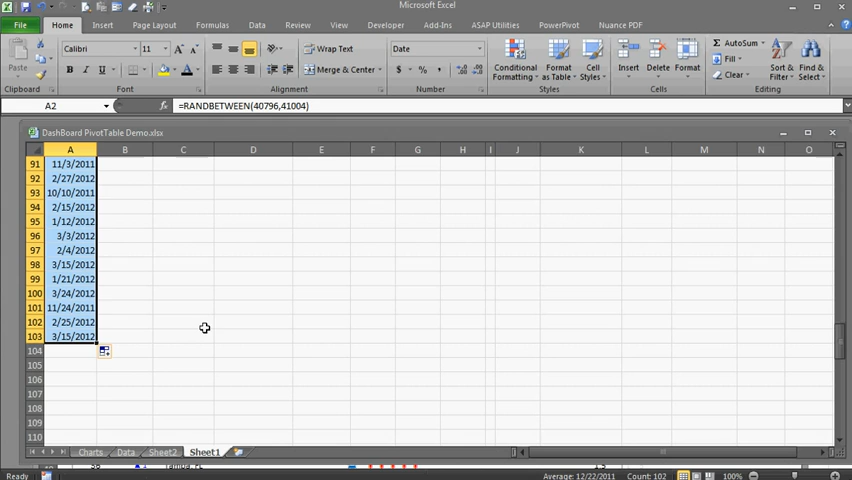 Microsoft Excel
File Home Insert Page Layout Formulas Data Review View Developer Add-Ins ASAP Utilities PowerPivot Nuance PDF
Calibri 11 Wrap Text Date AutoSum
Paste Merge & Center Conditional Formatting Format as Table Cell Styles Insert Delete Format Fill Clear Sort & Filter Find & Select
Clipboard Font Alignment Number Styles Cells Editing
A2 fx =RANDBETWEEN(40796,41004)
DashBoard PivotTable Demo.xlsx
A B C D E F G H I J K L M N O
91 11/3/2011
92 2/27/2012
93 10/10/2011
94 2/15/2012
95 1/12/2012
96 3/3/2012
97 2/4/2012
98 3/15/2012
99 1/21/2012
100 3/24/2012
101 11/24/2011
102 2/25/2012
103 3/15/2012
104
105
106
107
108
109
110
Charts Data Sheet2 Sheet1
Ready Average: 12/22/2011 Count: 102 100%